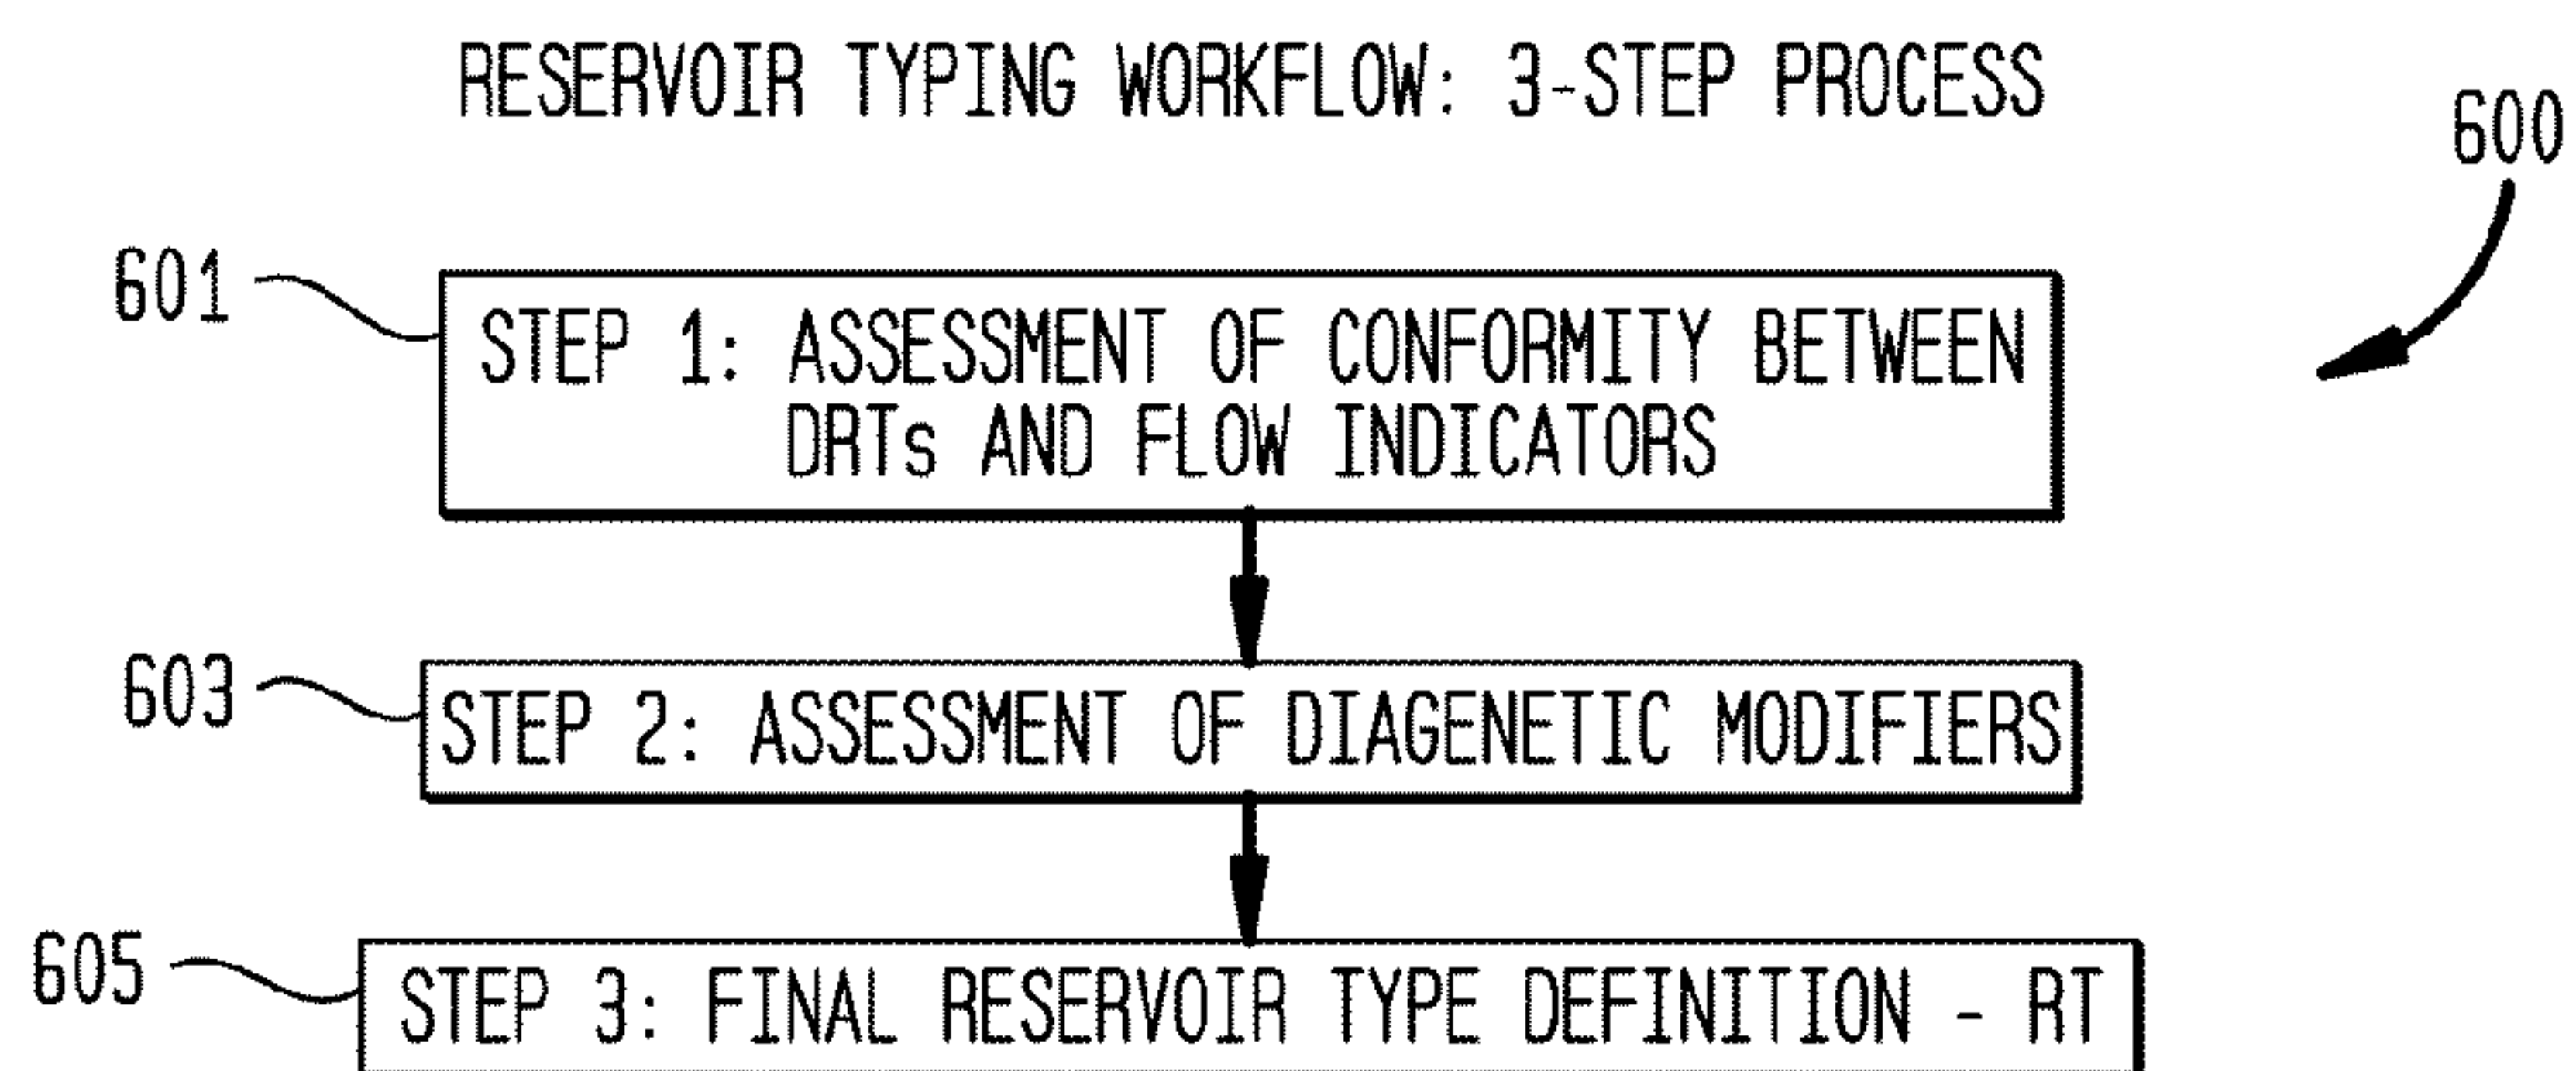 RESERVOIR TYPING WORKFLOW: 3-STEP PROCESS
600
601
STEP 1: ASSESSMENT OF CONFORMITY BETWEEN
DRTs AND FLOW INDICATORS
603
STEP 2: ASSESSMENT OF DIAGENETIC MODIFIERS
605
STEP 3: FINAL RESERVOIR TYPE DEFINITION - RT